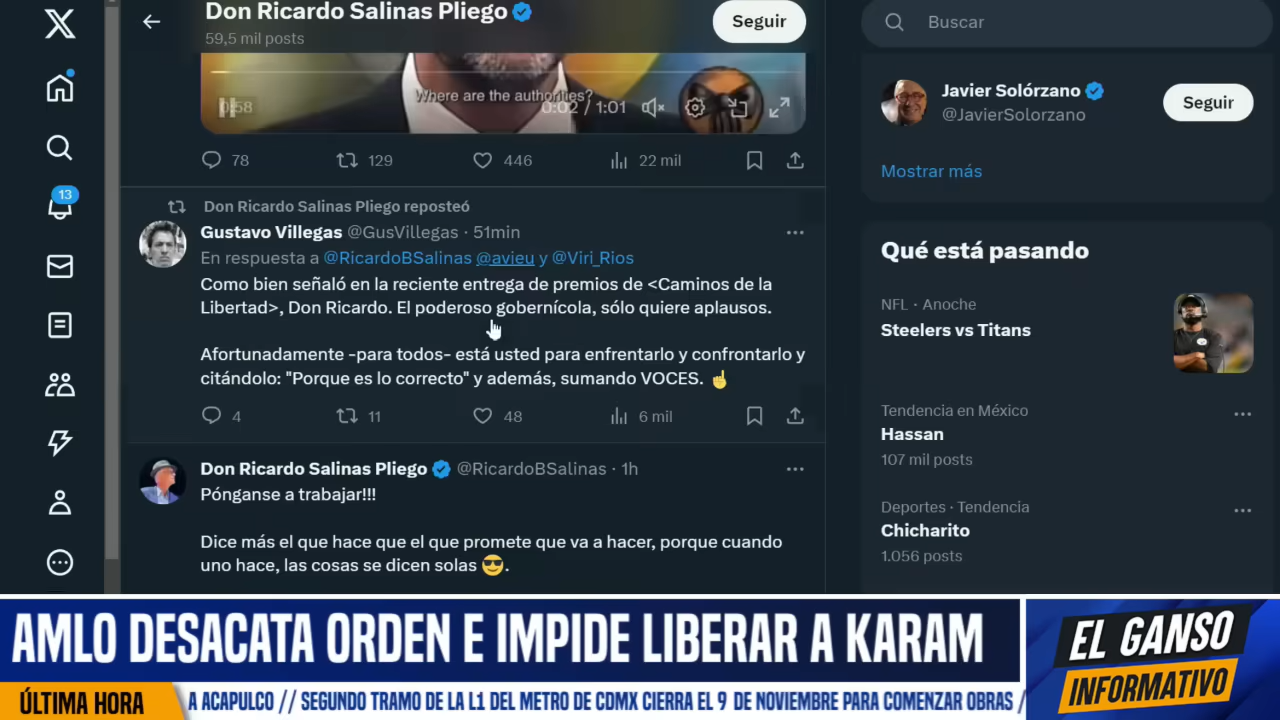 Don Ricardo Salinas Pliego
59,5 mil posts
Seguir
Where are the authorities?
0:58
0:02 / 1:01
78 129 446 22 mil
Don Ricardo Salinas Pliego reposteó
Gustavo Villegas @GusVillegas · 51min
En respuesta a @RicardoBSalinas @avieu y @Viri_Rios
Como bien señaló en la reciente entrega de premios de <Caminos de la
Libertad>, Don Ricardo. El poderoso gobernícola, sólo quiere aplausos.
Afortunadamente -para todos- está usted para enfrentarlo y confrontarlo y
citándolo: "Porque es lo correcto" y además, sumando VOCES. ☝️
4 11 48 6 mil
Don Ricardo Salinas Pliego @RicardoBSalinas · 1h
Pónganse a trabajar!!!
Dice más el que hace que el que promete que va a hacer, porque cuando
uno hace, las cosas se dicen solas 😎.
13
Buscar
Javier Solórzano
@JavierSolorzano
Seguir
Mostrar más
Qué está pasando
NFL · Anoche
Steelers vs Titans
Tendencia en México
Hassan
107 mil posts
Deportes · Tendencia
Chicharito
1.056 posts
AMLO DESACATA ORDEN E IMPIDE LIBERAR A KARAM
EL GANSO
INFORMATIVO
ÚLTIMA HORA
A ACAPULCO // SEGUNDO TRAMO DE LA L1 DEL METRO DE CDMX CIERRA EL 9 DE NOVIEMBRE PARA COMENZAR OBRAS /